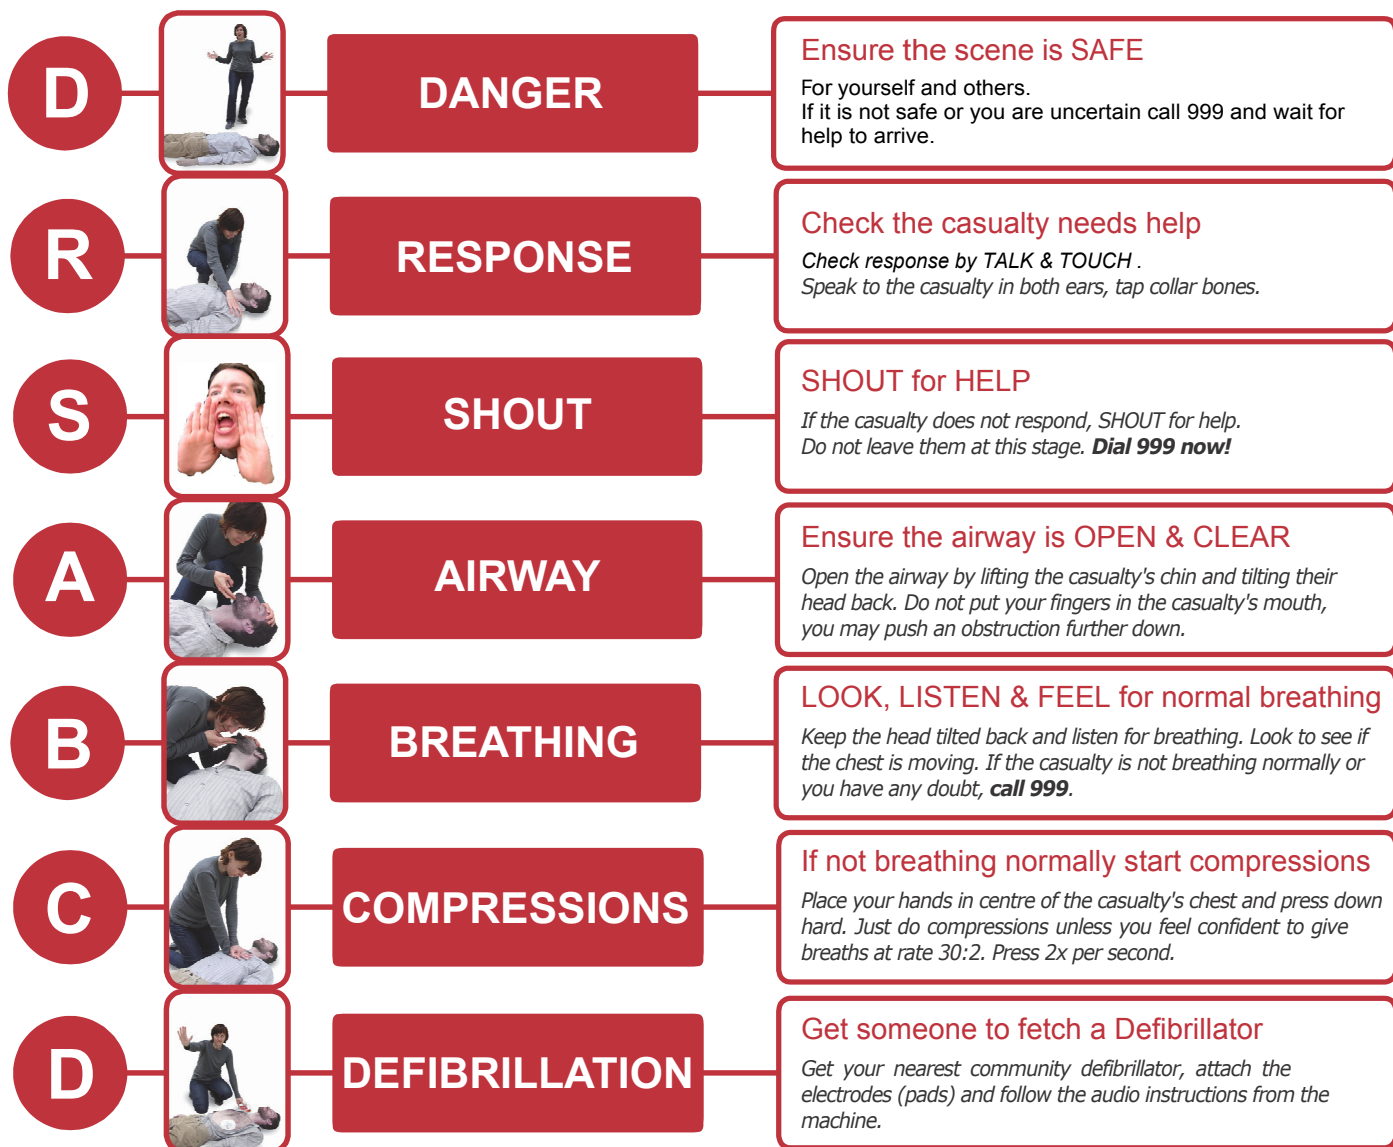 D
DANGER
Ensure the scene is SAFE
For yourself and others.
If it is not safe or you are uncertain call 999 and wait for
help to arrive.
R
RESPONSE
Check the casualty needs help
Check response by TALK & TOUCH .
Speak to the casualty in both ears, tap collar bones.
S
SHOUT
SHOUT for HELP
If the casualty does not respond, SHOUT for help.
Do not leave them at this stage. Dial 999 now!
A
AIRWAY
Ensure the airway is OPEN & CLEAR
Open the airway by lifting the casualty's chin and tilting their
head back. Do not put your fingers in the casualty's mouth,
you may push an obstruction further down.
B
BREATHING
LOOK, LISTEN & FEEL for normal breathing
Keep the head tilted back and listen for breathing. Look to see if
the chest is moving. If the casualty is not breathing normally or
you have any doubt, call 999.
C
COMPRESSIONS
If not breathing normally start compressions
Place your hands in centre of the casualty's chest and press down
hard. Just do compressions unless you feel confident to give
breaths at rate 30:2. Press 2x per second.
D
DEFIBRILLATION
Get someone to fetch a Defibrillator
Get your nearest community defibrillator, attach the
electrodes (pads) and follow the audio instructions from the
machine.